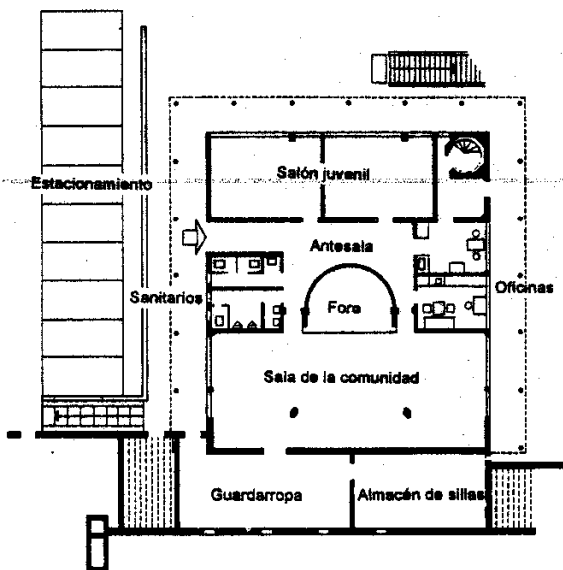 Salón juvenil
Estacionamiento
Antesala
Sanitarios
Oficinas
Foro
Sala de la comunidad
Guardarropa
Almacén de sillas